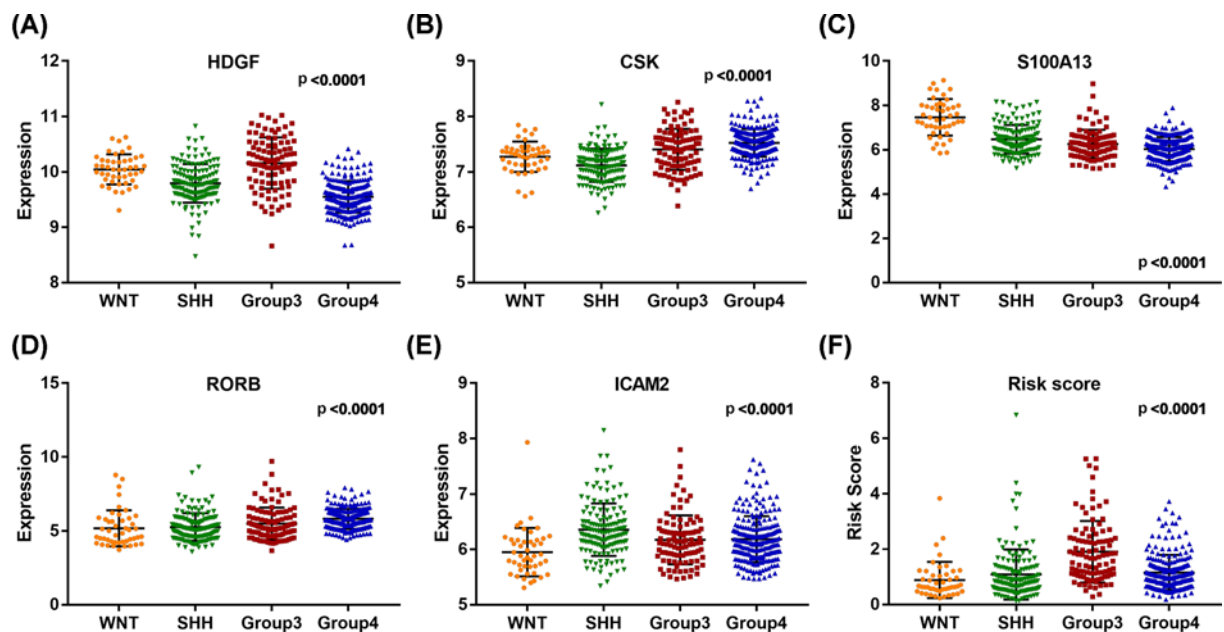 (A)
HDGF
p <0.0001
Expression
12
11
10
9
8
WNT SHH Group3 Group4
(B)
CSK
p <0.0001
Expression
9
8
7
6
5
WNT SHH Group3 Group4
(C)
S100A13
Expression
10
8
6
4
2
0
p <0.0001
WNT SHH Group3 Group4
(D)
RORB
p <0.0001
Expression
15
10
5
0
WNT SHH Group3 Group4
(E)
ICAM2
p <0.0001
Expression
9
8
7
6
5
WNT SHH Group3 Group4
(F)
Risk score
p <0.0001
Risk Score
8
6
4
2
0
WNT SHH Group3 Group4